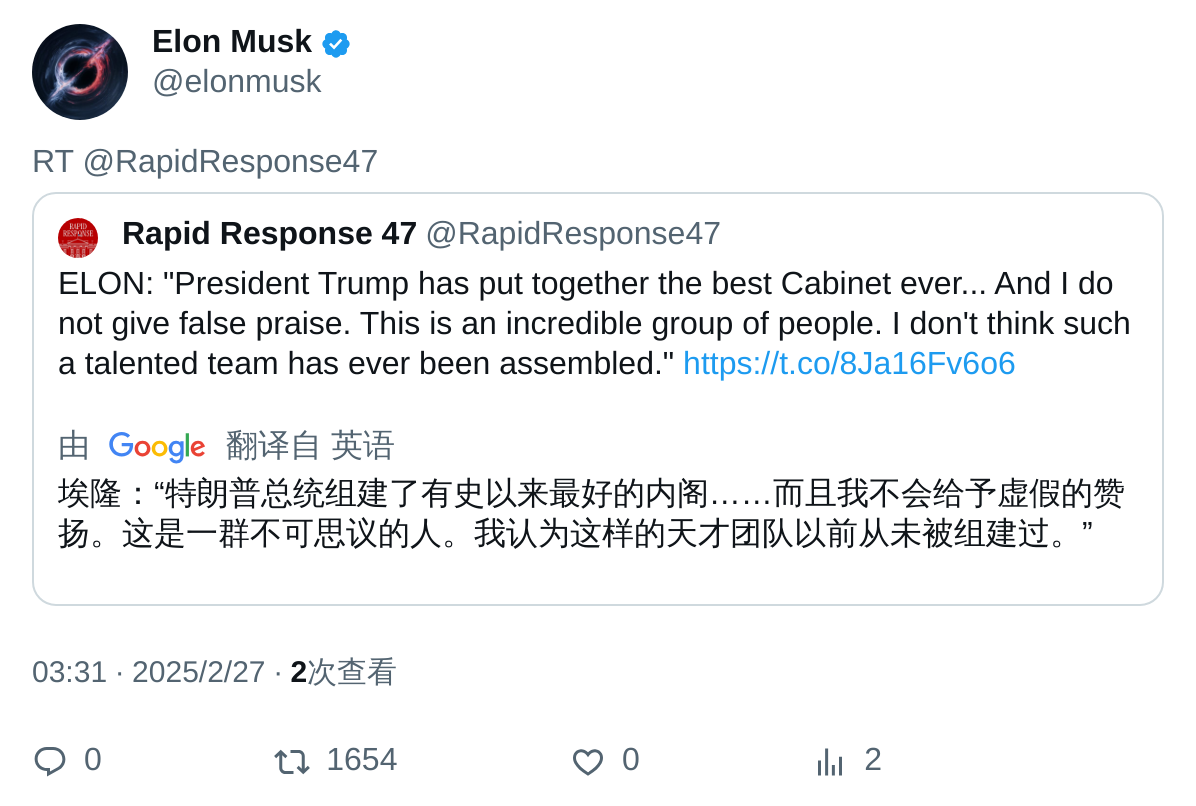 Elon Musk
@elonmusk
RT @RapidResponse47
RAPID
RESPONSE
Rapid Response 47 @RapidResponse47
ELON: "President Trump has put together the best Cabinet ever... And I do
not give false praise. This is an incredible group of people. I don't think such
a talented team has ever been assembled." https://t.co/8Ja16Fv6o6
由 Google 翻译自 英语
埃隆：“特朗普总统组建了有史以来最好的内阁……而且我不会给予虚假的赞
扬。这是一群不可思议的人。我认为这样的天才团队以前从未被组建过。”
03:31 · 2025/2/27 · 2次查看
0 1654 0 2